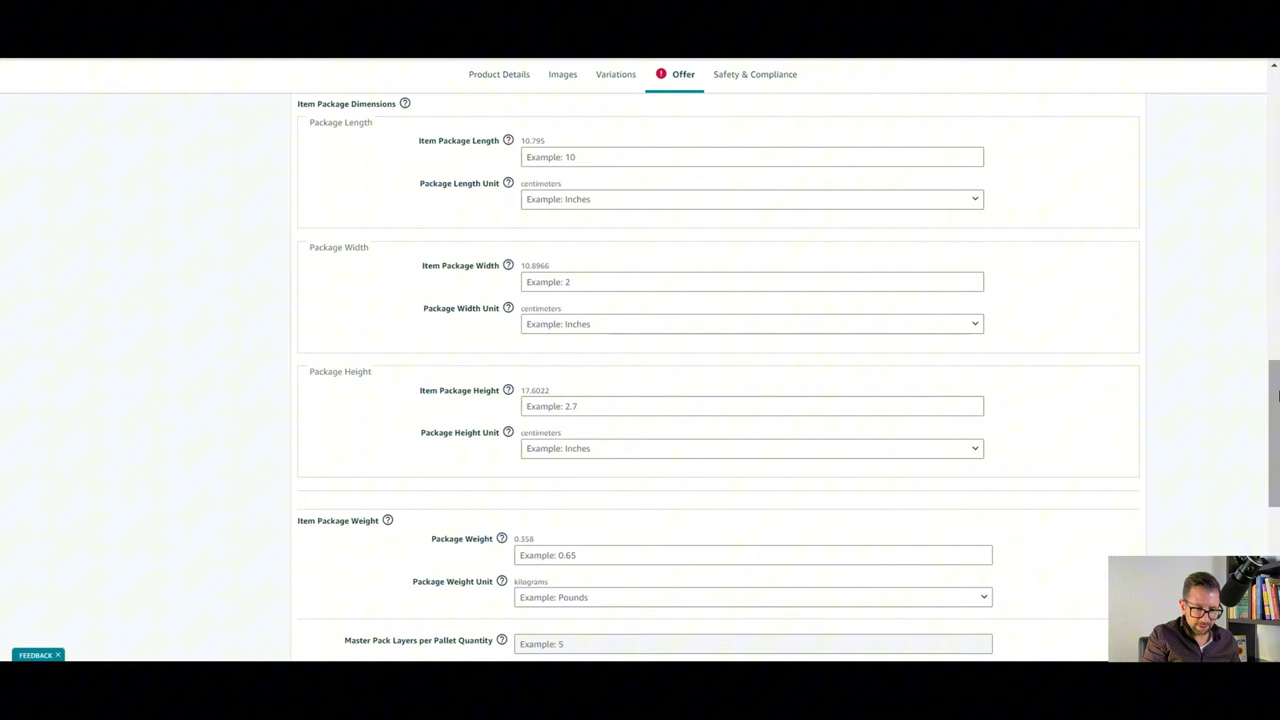 Product Details Images Variations ! Offer Safety & Compliance
Item Package Dimensions ?
Package Length
Item Package Length ? 10.795
Example: 10
Package Length Unit ? centimeters
Example: Inches
Package Width
Item Package Width ? 10.8966
Example: 2
Package Width Unit ? centimeters
Example: Inches
Package Height
Item Package Height ? 17.6022
Example: 2.7
Package Height Unit ? centimeters
Example: Inches
Item Package Weight ?
Package Weight ? 0.358
Example: 0.65
Package Weight Unit ? kilograms
Example: Pounds
Master Pack Layers per Pallet Quantity ? Example: 5
FEEDBACK ×